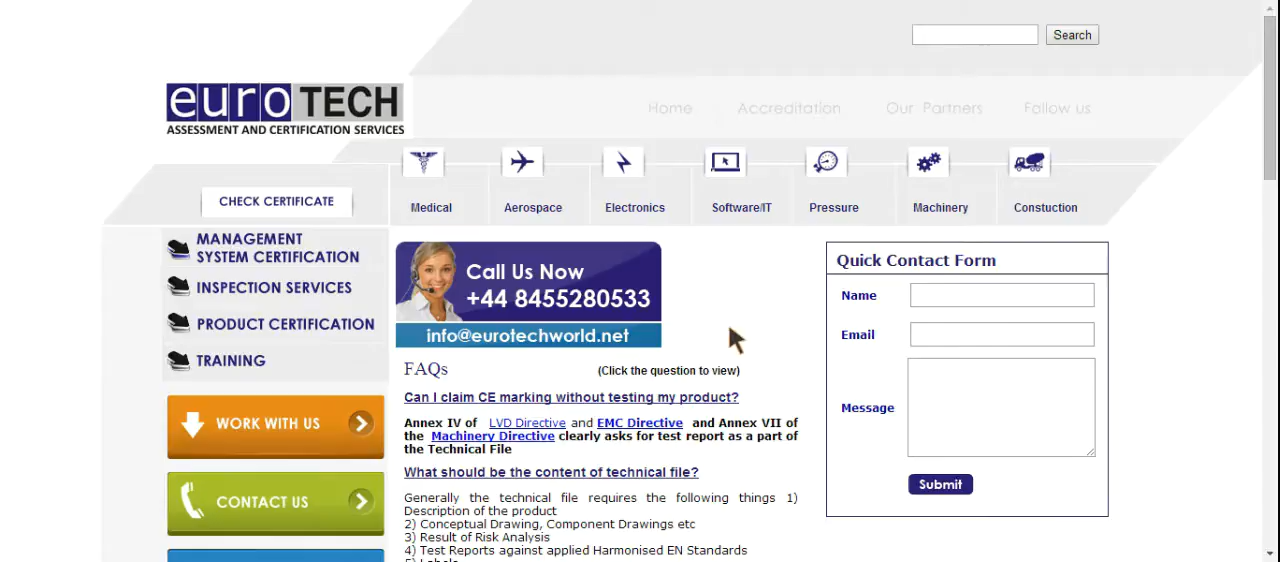 Search
euroTECH
ASSESSMENT AND CERTIFICATION SERVICES
Home Accreditation Our Partners Fallow us
CHECK CERTIFICATE
Medical Aerospace Electronics Software/IT Pressure Machinery Constuction
MANAGEMENT
SYSTEM CERTIFICATION
INSPECTION SERVICES
PRODUCT CERTIFICATION
TRAINING
WORK WITH US
CONTACT US
Call Us Now
+44 8455280533
info@eurotechworld.net
FAQs (Click the question to view)
Can I claim CE marking without testing my product?
Annex IV of LVD Directive and EMC Directive and Annex VII of
the Machinery Directive clearly asks for test report as a part of
the Technical File
What should be the content of technical file?
Generally the technical file requires the following things 1)
Description of the product
2) Conceptual Drawing, Component Drawings etc
3) Result of Risk Analysis
4) Test Reports against applied Harmonised EN Standards
5) Labels
Quick Contact Form
Name
Email
Message
Submit